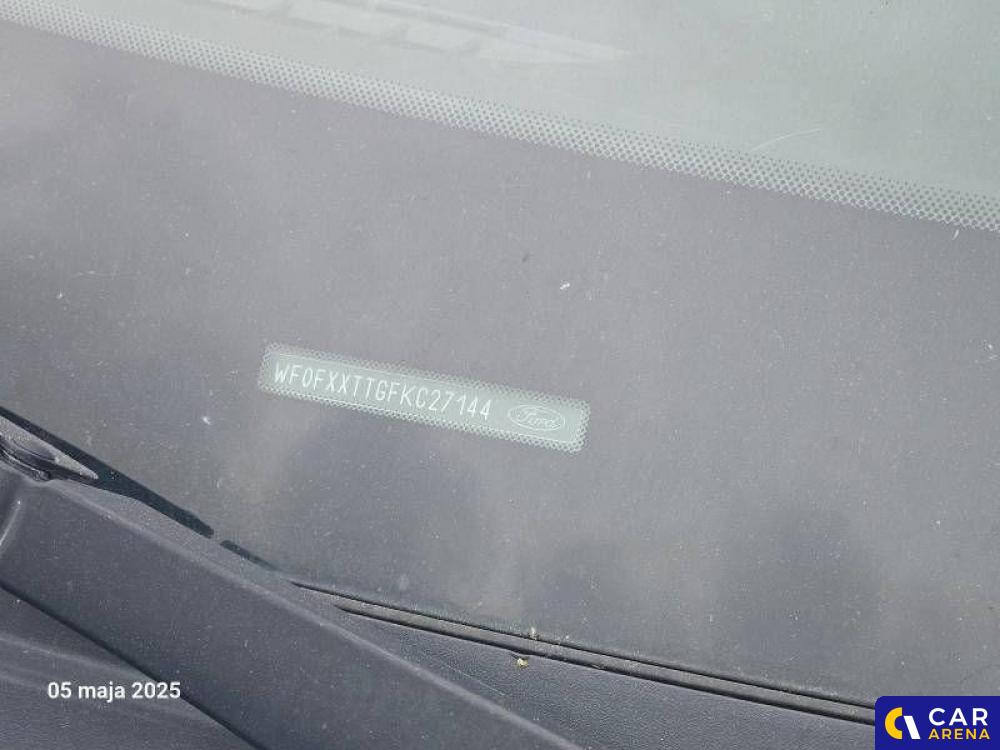 WF0FXXTTGFKC27144 Ford
05 maja 2025
CAR
ARENA